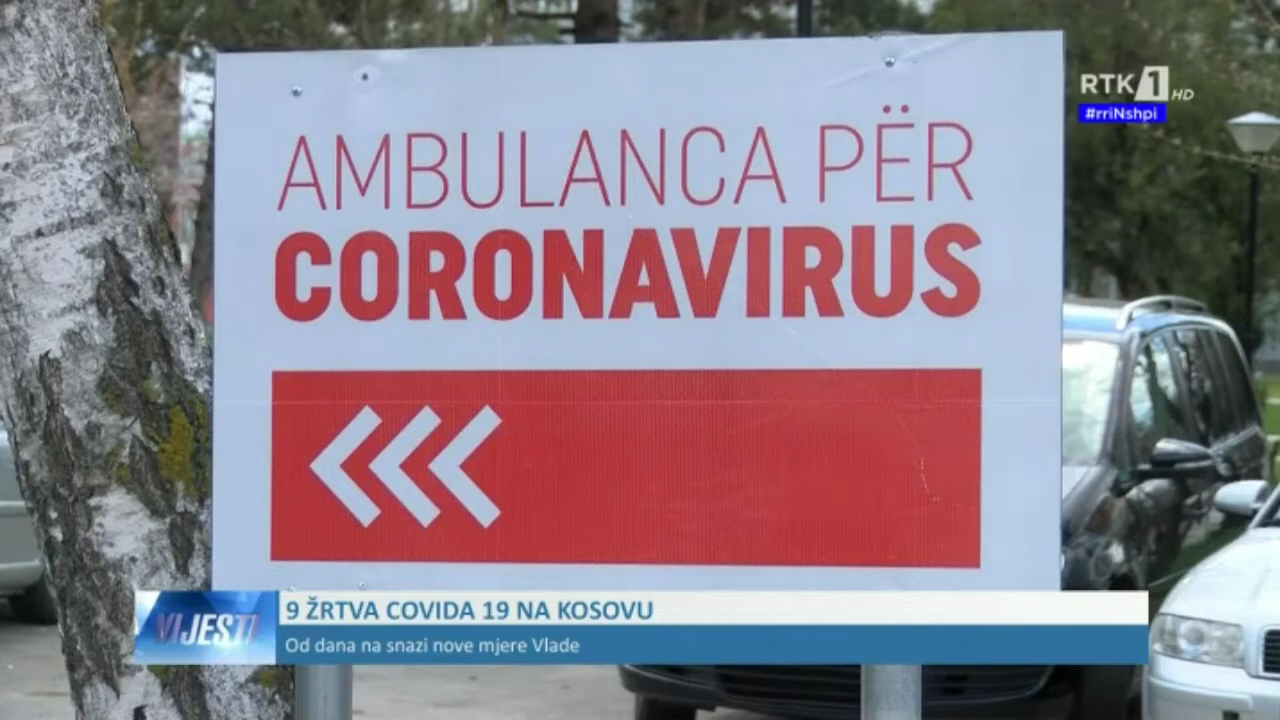 RTK 1 HD
#rriNshpi
AMBULANCA PËR
CORONAVIRUS
VIJESTI
9 ŽRTVA COVIDA 19 NA KOSOVU
Od dana na snazi nove mjere Vlade